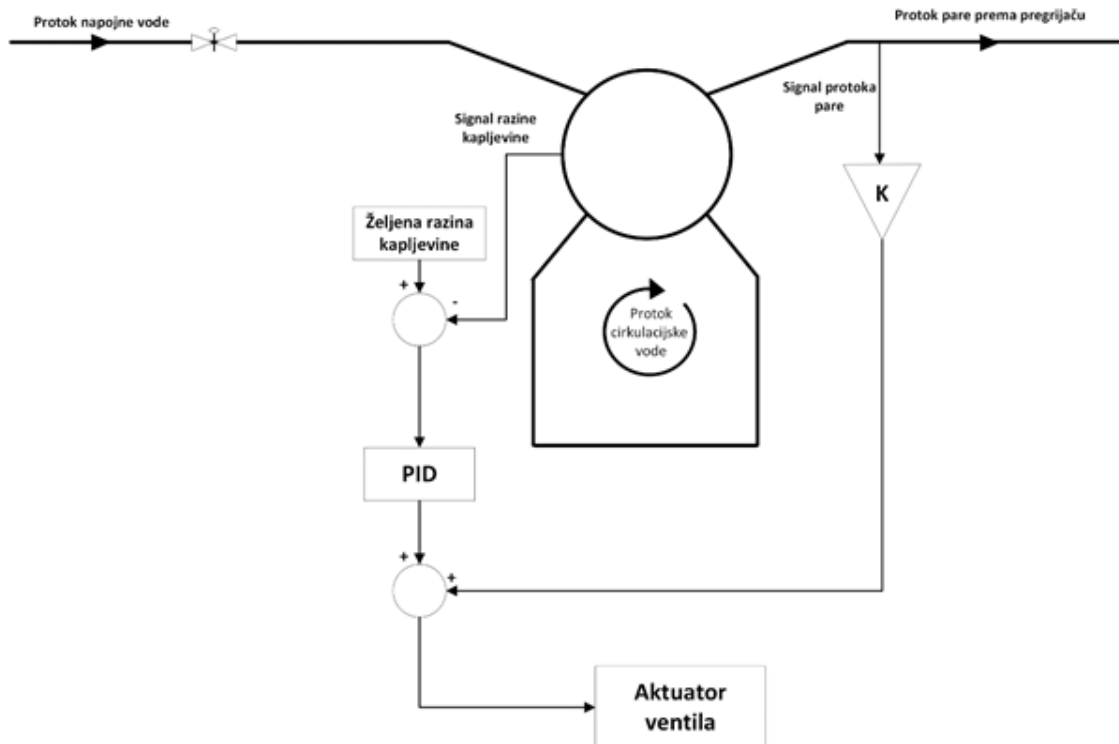 Protok napojne vode
Protok pare prema pregrijaču
Signal razine
kapljevine
Signal protoka
pare
K
Željena razina
kapljevine
+
-
Protok
cirkulacijske
vode
PID
+
+
Aktuator
ventila